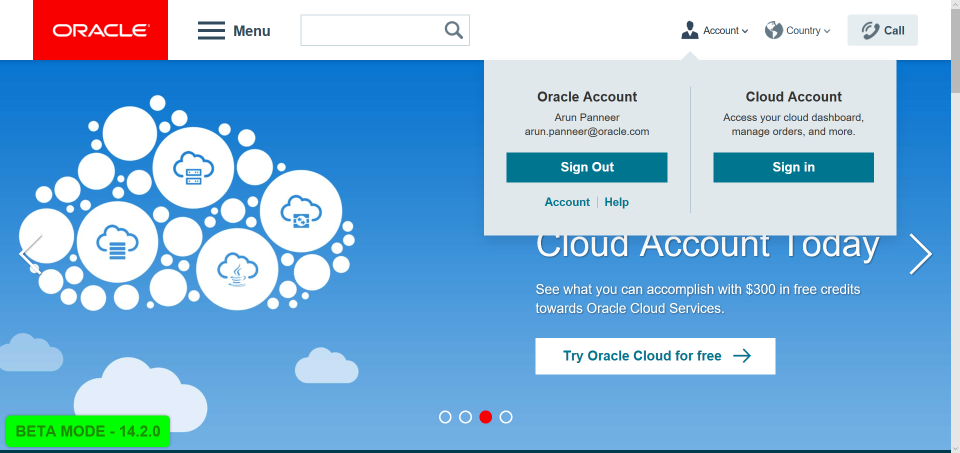 ORACLE
Menu
Account
Country
Call
Oracle Account
Arun Panneer
arun.panneer@oracle.com
Sign Out
Account | Help
Cloud Account
Access your cloud dashboard,
manage orders, and more.
Sign in
Cloud Account Today
See what you can accomplish with $300 in free credits
towards Oracle Cloud Services.
Try Oracle Cloud for free
BETA MODE - 14.2.0